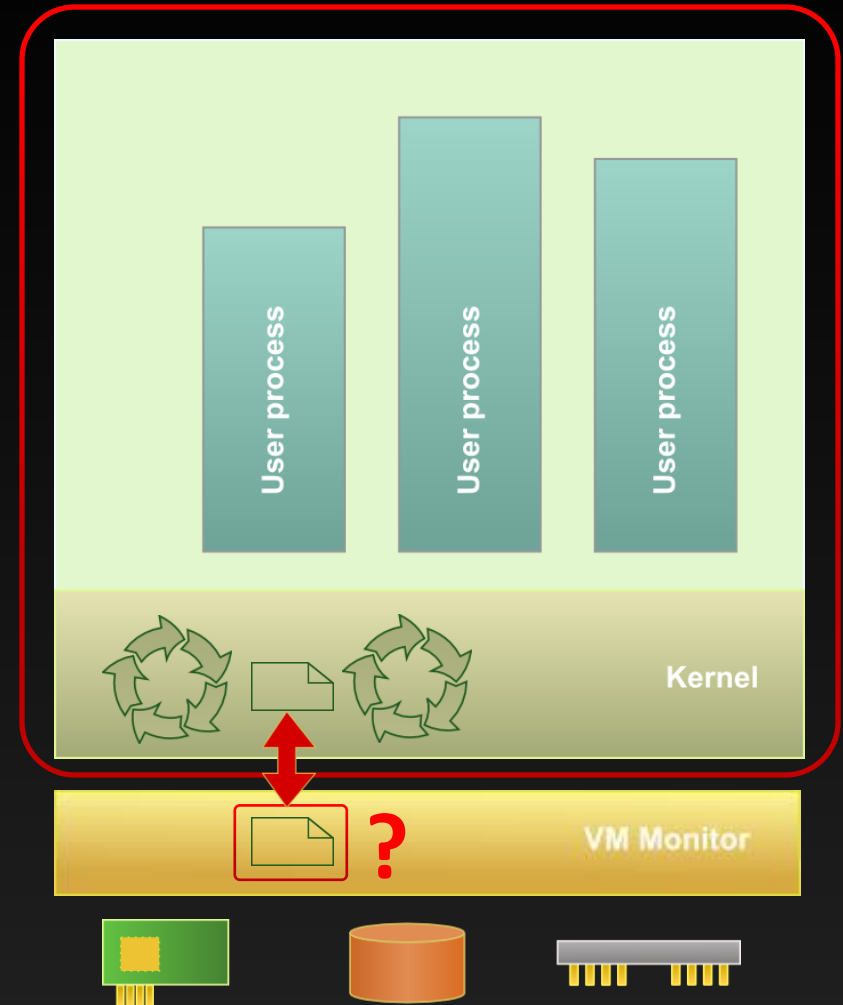 User process
User process
User process
Kernel
?
VM Monitor